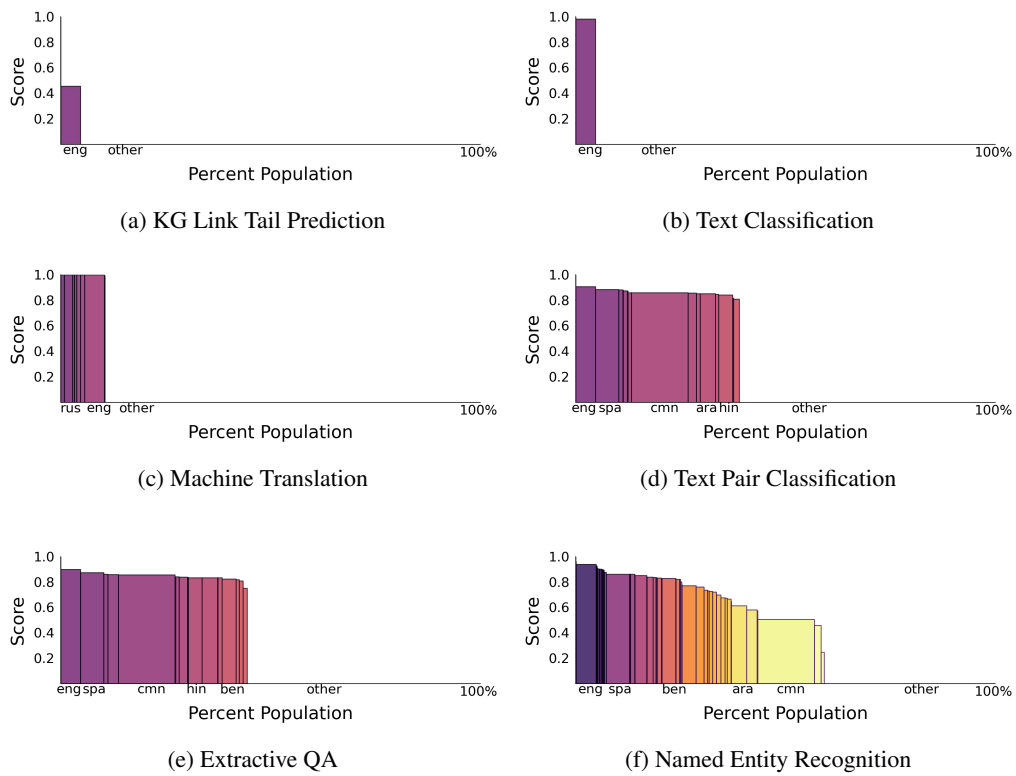 1.0
0.8
0.6
0.4
0.2
Score
eng other 100%
Percent Population
(a) KG Link Tail Prediction
1.0
0.8
0.6
0.4
0.2
Score
eng other 100%
Percent Population
(b) Text Classification
1.0
0.8
0.6
0.4
0.2
Score
rus eng other 100%
Percent Population
(c) Machine Translation
1.0
0.8
0.6
0.4
0.2
Score
eng spa cmn ara hin other 100%
Percent Population
(d) Text Pair Classification
1.0
0.8
0.6
0.4
0.2
Score
eng spa cmn hin ben other 100%
Percent Population
(e) Extractive QA
1.0
0.8
0.6
0.4
0.2
Score
eng spa ben ara cmn other 100%
Percent Population
(f) Named Entity Recognition